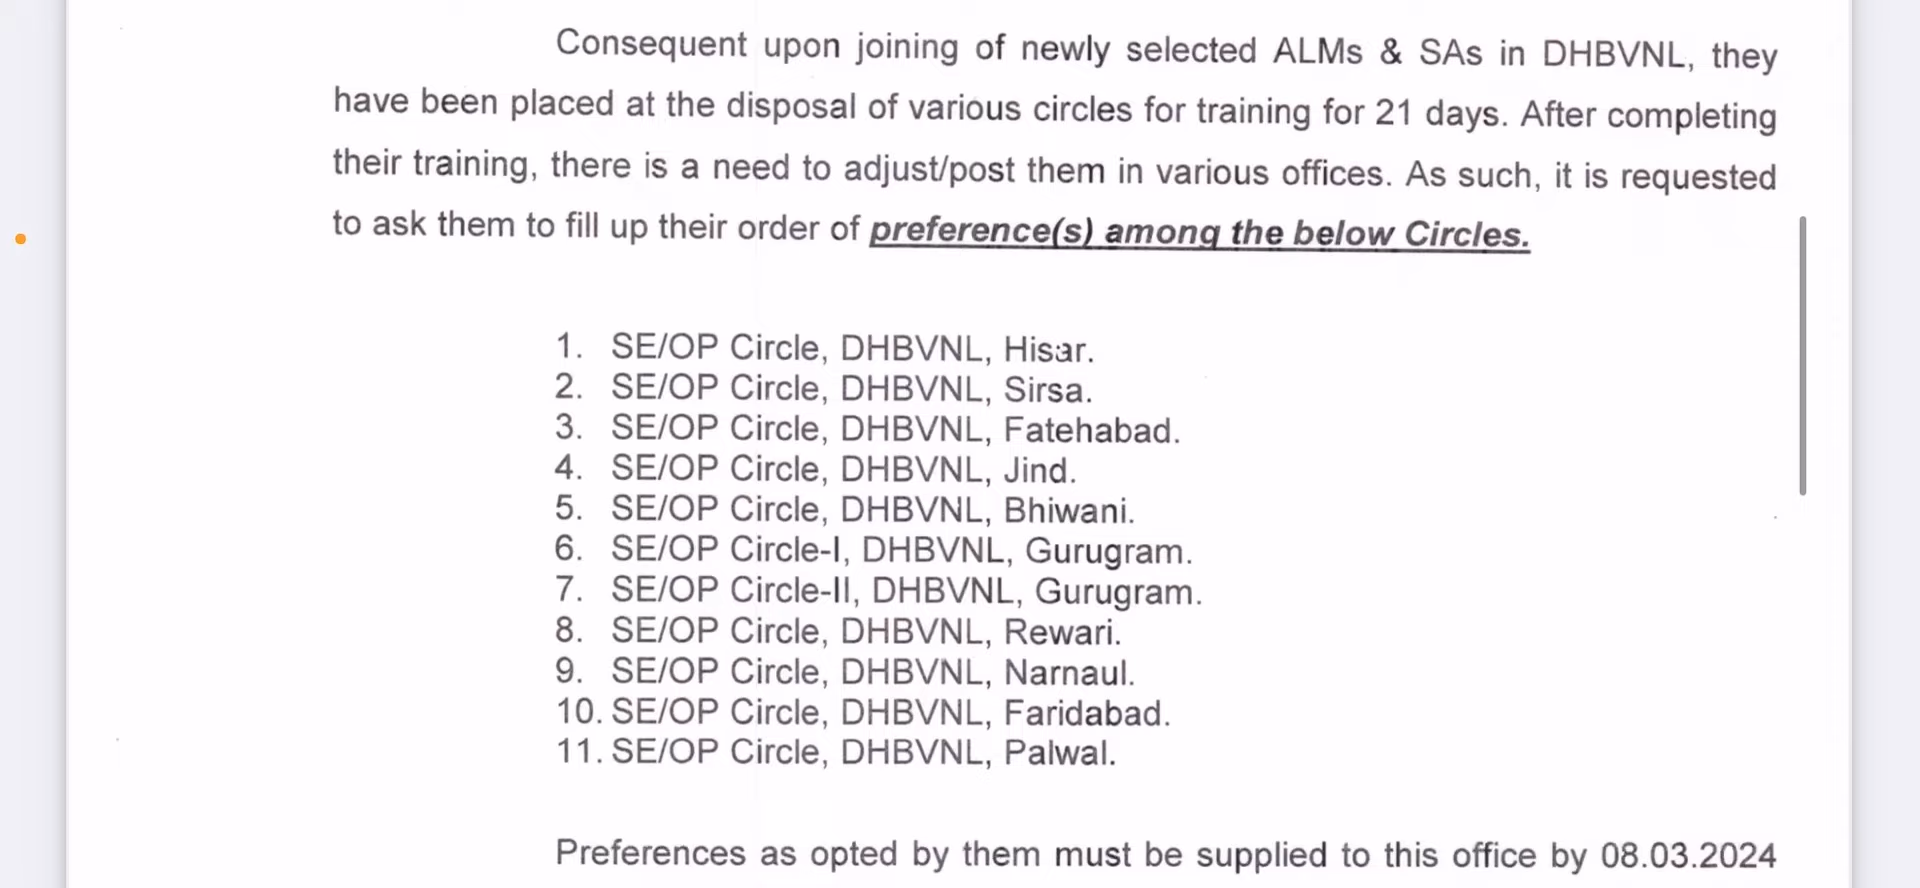 Consequent upon joining of newly selected ALMs & SAs in DHBVNL, they
have been placed at the disposal of various circles for training for 21 days. After completing
their training, there is a need to adjust/post them in various offices. As such, it is requested
to ask them to fill up their order of preference(s) among the below Circles.
1. SE/OP Circle, DHBVNL, Hisar.
2. SE/OP Circle, DHBVNL, Sirsa.
3. SE/OP Circle, DHBVNL, Fatehabad.
4. SE/OP Circle, DHBVNL, Jind.
5. SE/OP Circle, DHBVNL, Bhiwani.
6. SE/OP Circle-I, DHBVNL, Gurugram.
7. SE/OP Circle-II, DHBVNL, Gurugram.
8. SE/OP Circle, DHBVNL, Rewari.
9. SE/OP Circle, DHBVNL, Narnaul.
10. SE/OP Circle, DHBVNL, Faridabad.
11. SE/OP Circle, DHBVNL, Palwal.
Preferences as opted by them must be supplied to this office by 08.03.2024